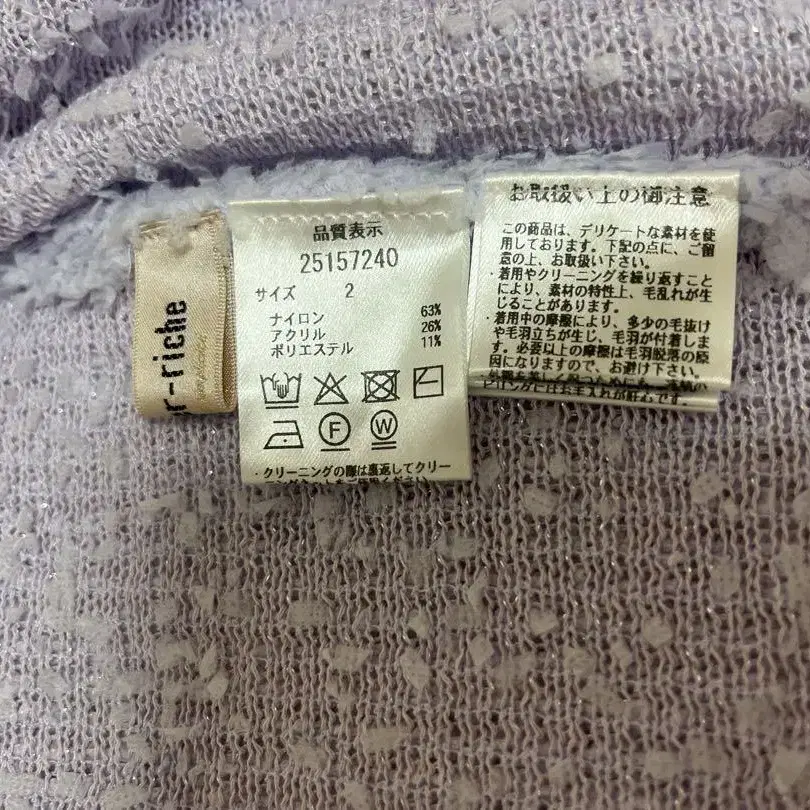 r-riche
品質表示
25157240
サイズ 2
ナイロン 63%
アクリル 26%
ポリエステル 11%
F
W
・クリーニングの際は裏返してクリー
お取扱い上の御注意
この商品は、デリケートな素材を使
用しております。下記の点に、ご留
意の上、お取扱い下さい。
・着用やクリーニングを繰り返すこと
により、素材の特性上、毛乱れが生
じることがあります。
・着用中の摩擦により、多少の毛抜け
や毛羽立ちが生じ、毛羽が付着しま
す。必要以上の摩擦は毛羽脱落の原
因になりますので、お避け下さい。